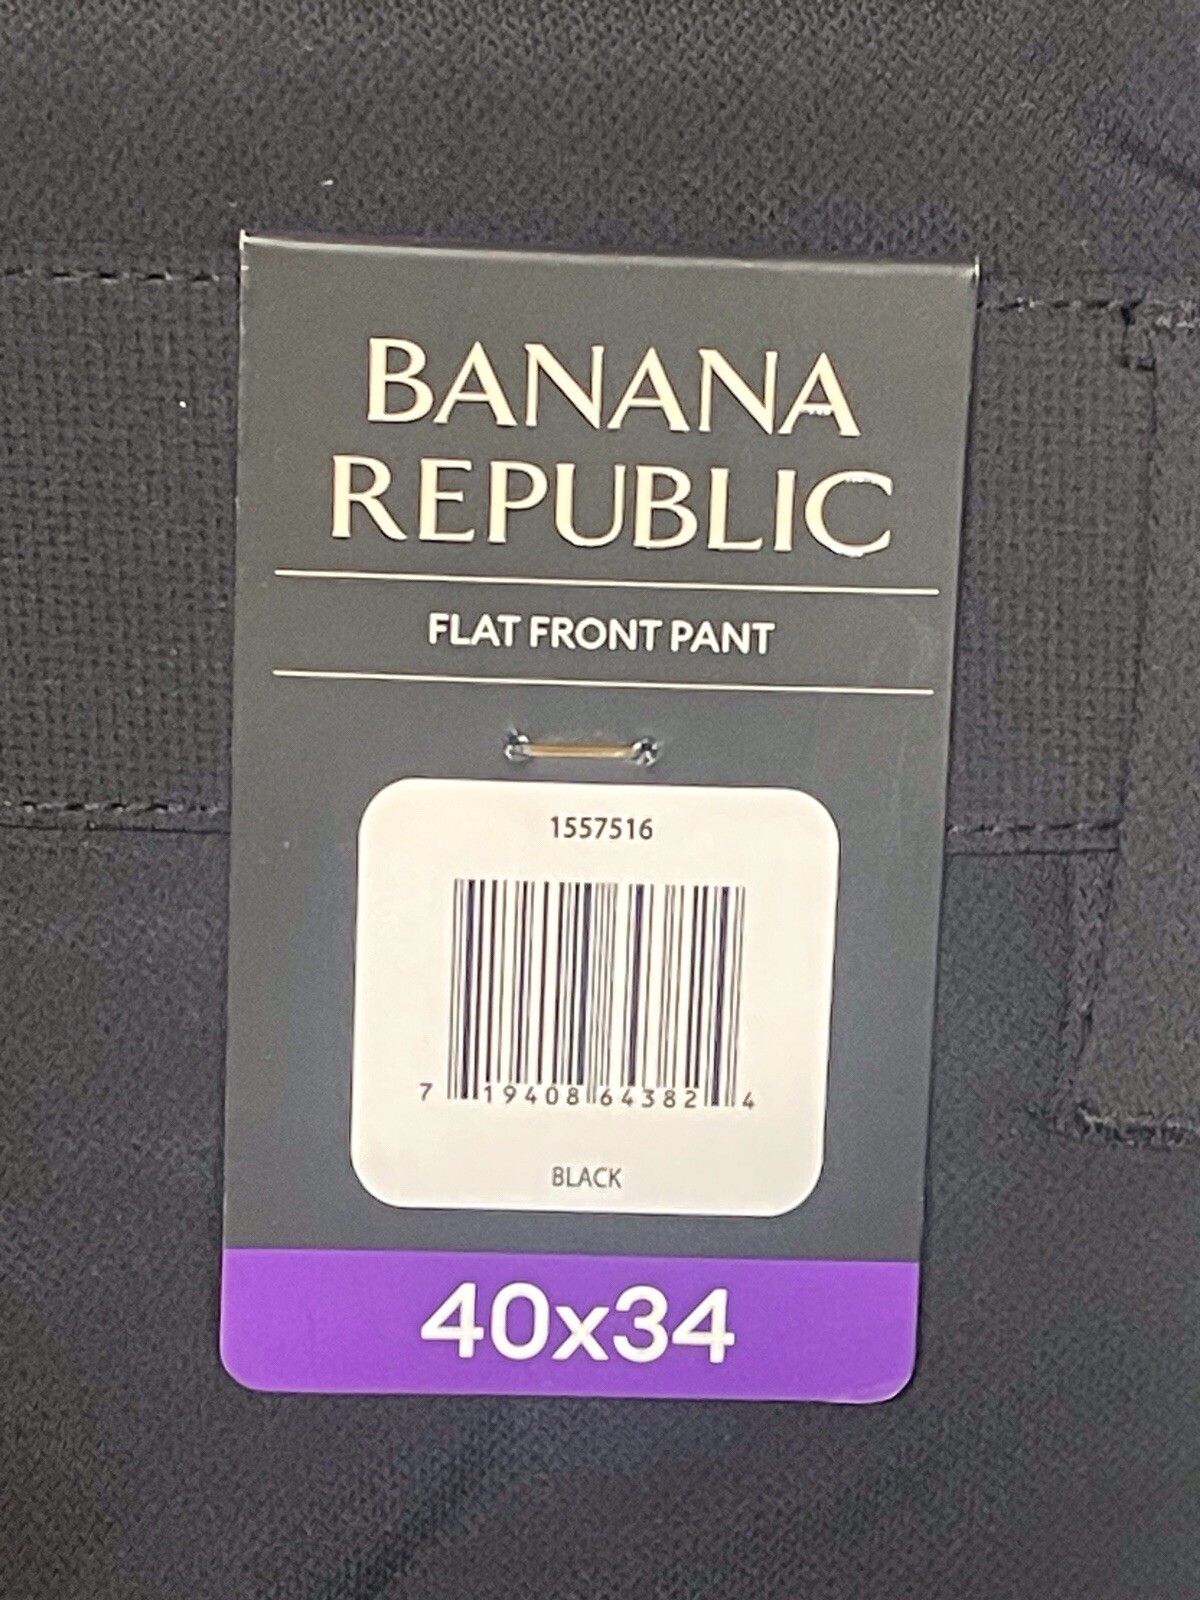 BANANA
REPUBLIC
FLAT FRONT PANT
1557516
7 19408 64382 4
BLACK
40x34